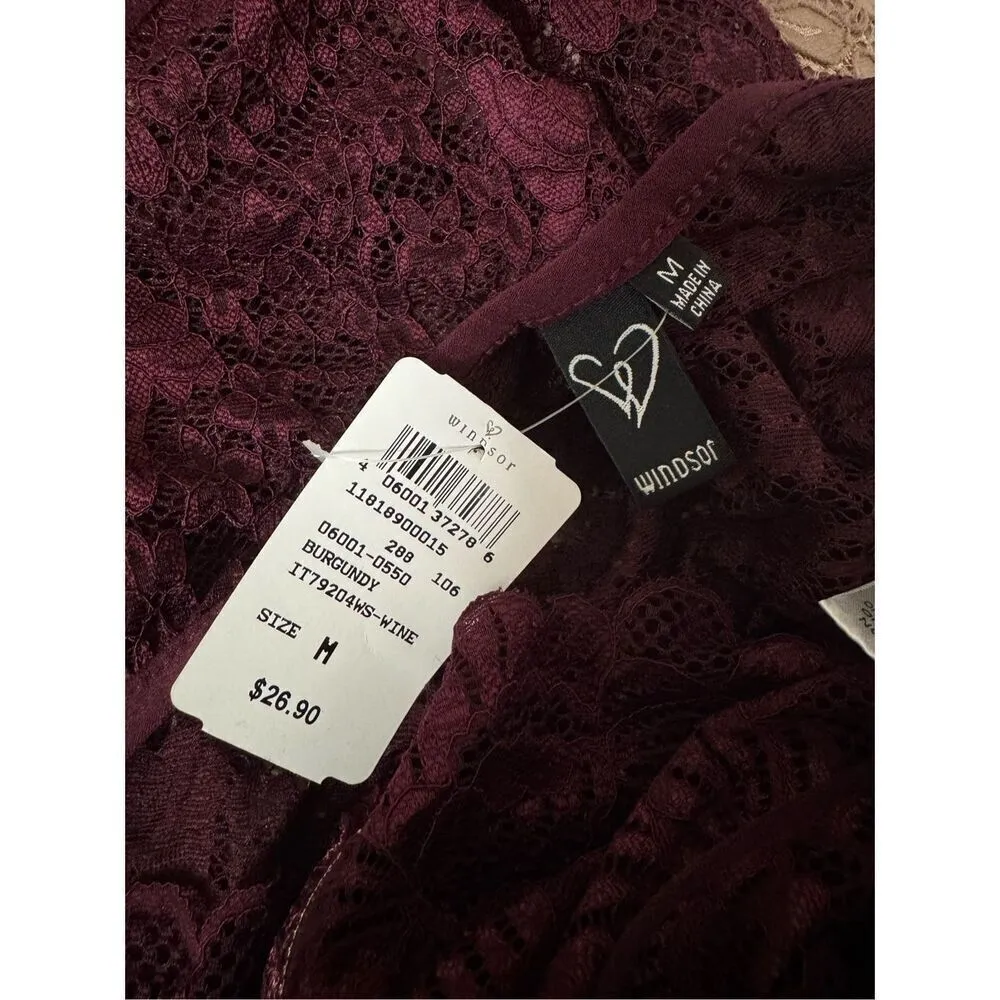 M
MADE IN
CHINA
WINDSOR
WINDSOR
4 06001 37278 6
11818900015
288
06001-0550 106
BURGUNDY
IT79204WS-WINE
SIZE M
$26.90